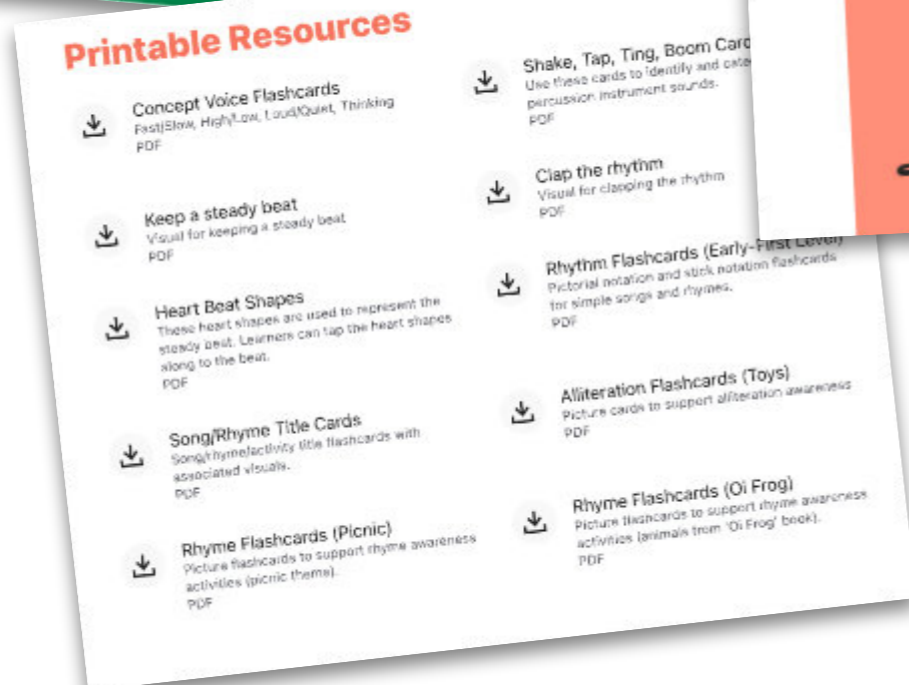 Printable Resources
Concept Voice Flashcards
Fast/Slow, High/Low, Loud/Quiet, Thinking
PDF
Keep a steady beat
Visual for keeping a steady beat
PDF
Heart Beat Shapes
These heart shapes are used to represent the
steady beat. Learners can tap the heart shapes
along to the beat.
PDF
Song/Rhyme Title Cards
Song/rhyme/activity title flashcards with
associated visuals.
PDF
Rhyme Flashcards (Picnic)
Picture flashcards to support rhyme awareness
activities (picnic theme).
PDF
Shake, Tap, Ting, Boom Card
Use these cards to identify and cate
percussion instrument sounds.
PDF
Clap the rhythm
Visual for clapping the rhythm
PDF
Rhythm Flashcards (Early-First Level)
Pictorial notation and stick notation flashcards
for simple songs and rhymes.
PDF
Alliteration Flashcards (Toys)
Picture cards to support alliteration awareness
PDF
Rhyme Flashcards (Oi Frog)
Picture flashcards to support rhyme awareness
activities (animals from 'Oi Frog' book).
PDF